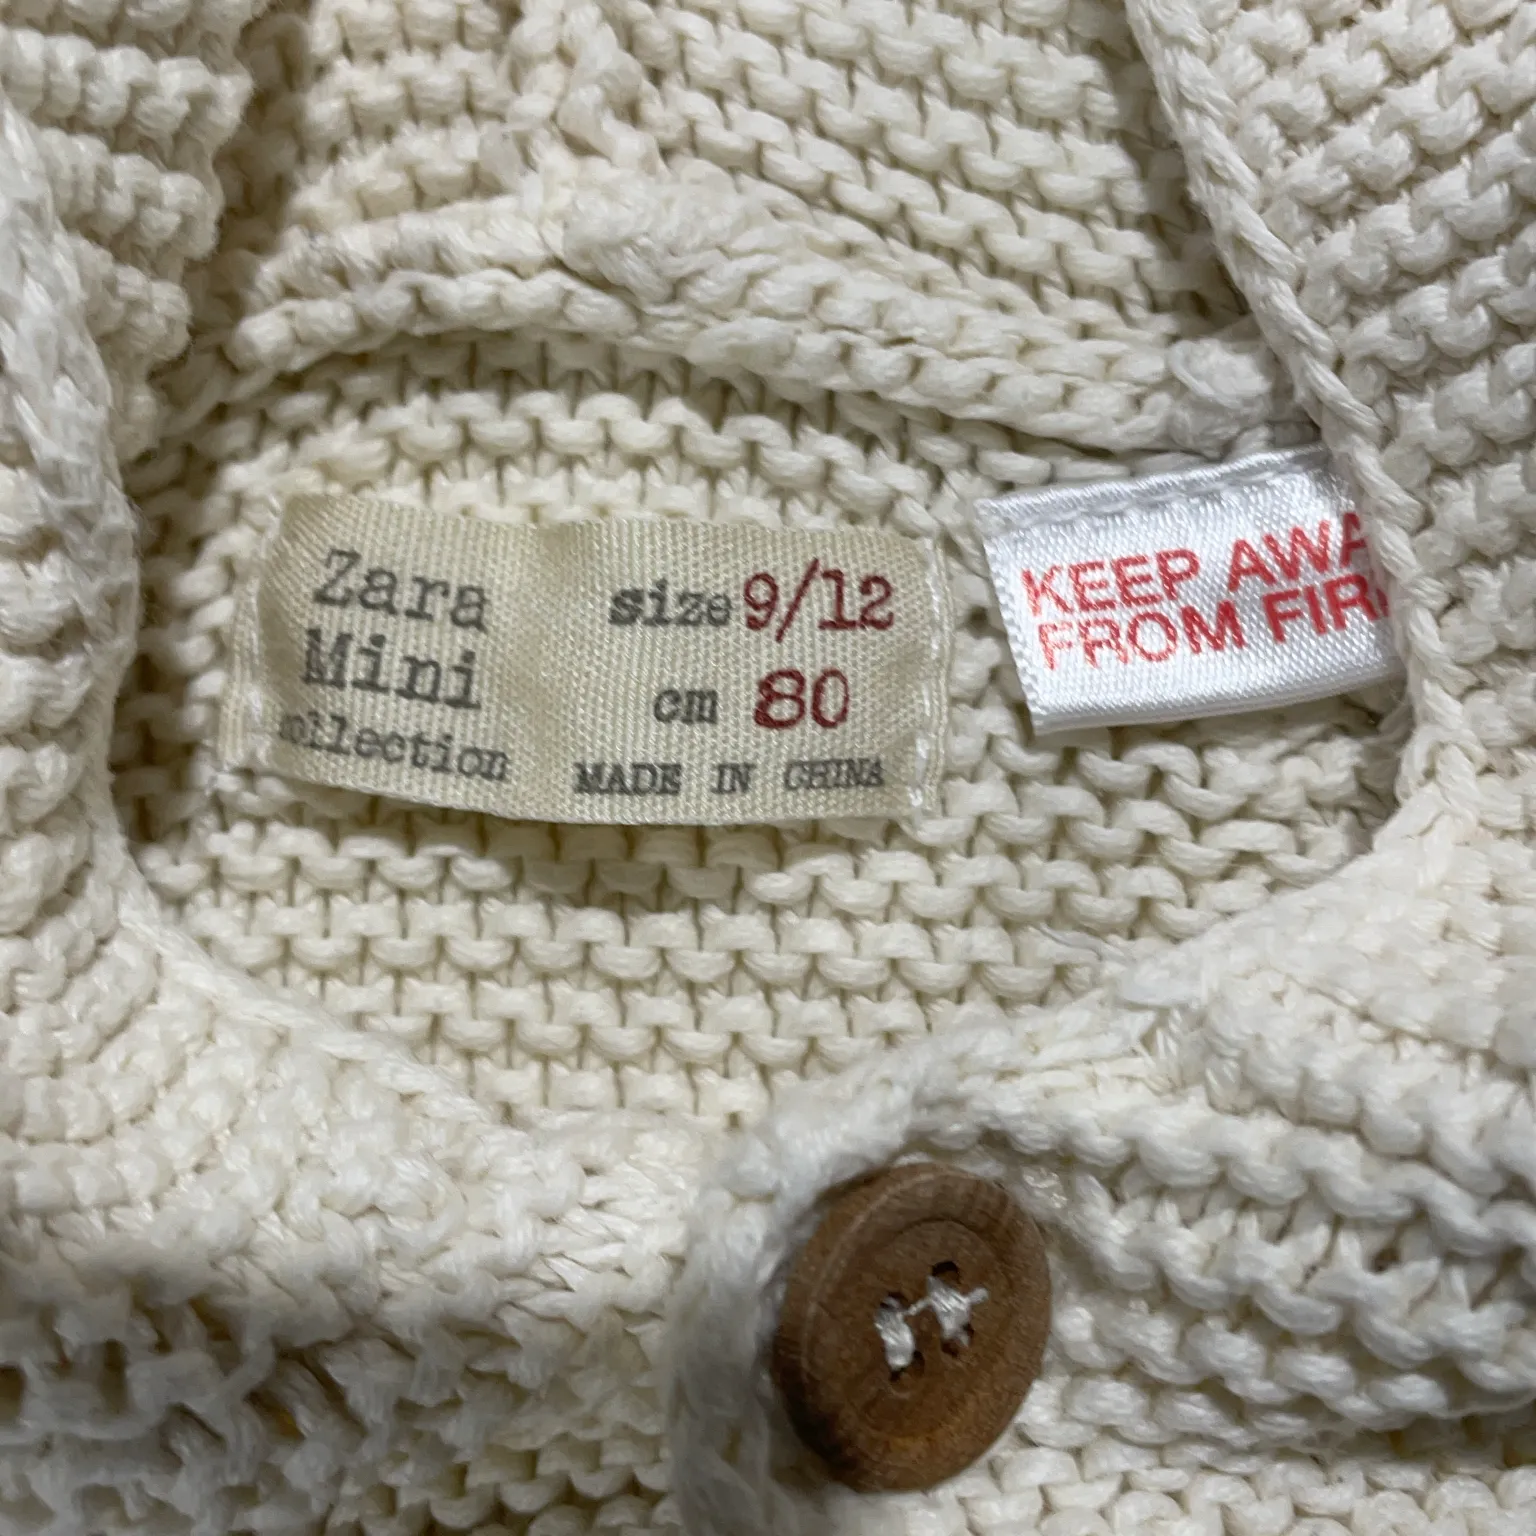 Zara
Mini
collection
size 9/12
cm 80
MADE IN CHINA
KEEP AWA
FROM FIR